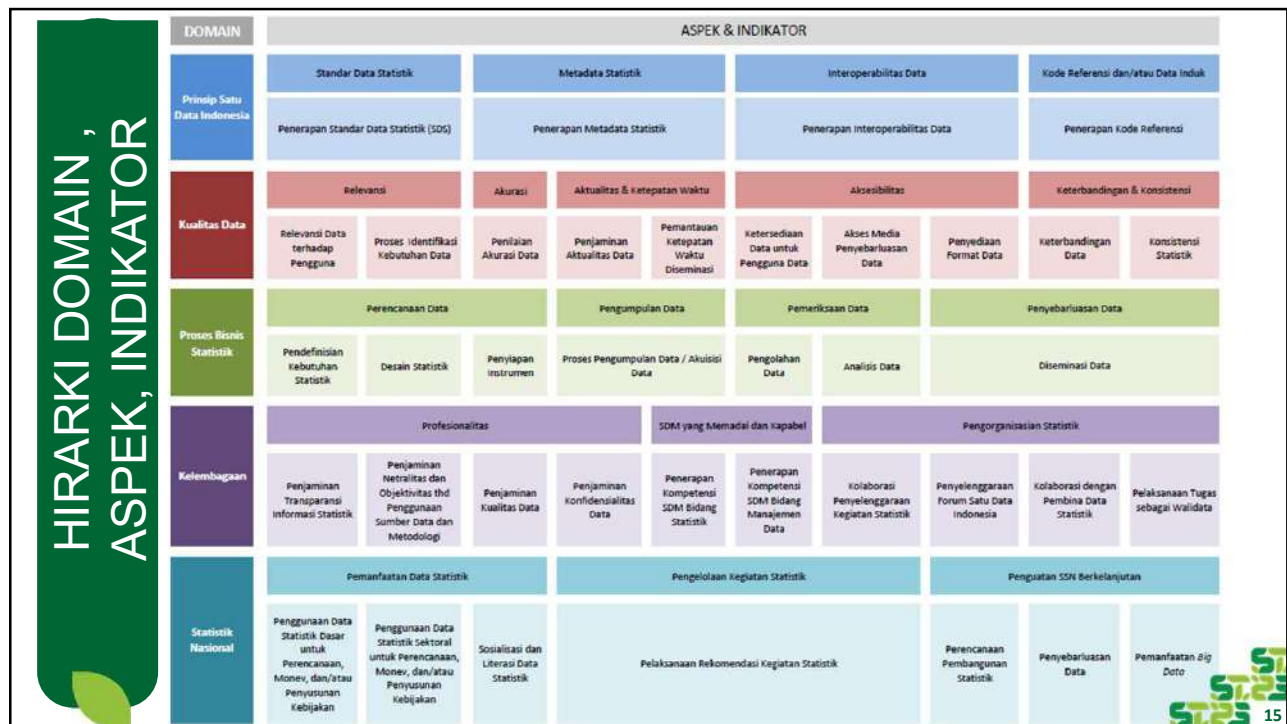 HIRARKI DOMAIN ,
ASPEK, INDIKATOR
DOMAIN
ASPEK & INDIKATOR
Prinsip Satu
Data Indonesia
Standar Data Statistik
Metadata Statistik
Interoperabilitas Data
Kode Referensi dan/atau Data Induk
Penerapan Standar Data Statistik (SDS)
Penerapan Metadata Statistik
Penerapan Interoperabilitas Data
Penerapan Kode Referensi
Kualitas Data
Relevansi
Akurasi
Aktualitas & Ketepatan Waktu
Aksesibilitas
Keterbandingan & Konsistensi
Relevansi Data
terhadap
Pengguna
Proses Identifikasi
Kebutuhan Data
Penilaian
Akurasi Data
Penjaminan
Aktualitas Data
Pemantauan
Ketepatan
Waktu
Diseminasi
Ketersediaan
Data untuk
Pengguna Data
Akses Media
Penyebarluasan
Data
Penyediaan
Format Data
Keterbandingan
Data
Konsistensi
Statistik
Proses Bisnis
Statistik
Perencanaan Data
Pengumpulan Data
Pemeriksaan Data
Penyebarluasan Data
Pendefinisian
Kebutuhan
Statistik
Desain Statistik
Penyiapan
Instrumen
Proses Pengumpulan Data / Akuisisi
Data
Pengolahan
Data
Analisis Data
Diseminasi Data
Kelembagaan
Profesionalitas
SDM yang Memadai dan Kapabel
Pengorganisasian Statistik
Penjaminan
Transparansi
Informasi Statistik
Penjaminan
Netralitas dan
Objektivitas thd
Penggunaan
Sumber Data dan
Metodologi
Penjaminan
Kualitas Data
Penjaminan
Konfidensialitas
Data
Penerapan
Kompetensi
SDM Bidang
Statistik
Penerapan
Kompetensi
SDM Bidang
Manajemen
Data
Kolaborasi
Penyelenggaraan
Kegiatan Statistik
Penyelenggaraan
Forum Satu Data
Indonesia
Kolaborasi dengan
Pembina Data
Statistik
Pelaksanaan Tugas
sebagai Walidata
Statistik
Nasional
Pemanfaatan Data Statistik
Pengelolaan Kegiatan Statistik
Penguatan SSN Berkelanjutan
Penggunaan Data
Statistik Dasar
untuk
Perencanaan,
Monev, dan/atau
Penyusunan
Kebijakan
Penggunaan Data
Statistik Sektoral
untuk Perencanaan,
Monev, dan/atau
Penyusunan
Kebijakan
Sosialisasi dan
Literasi Data
Statistik
Pelaksanaan Rekomendasi Kegiatan Statistik
Perencanaan
Pembangunan
Statistik
Penyebarluasan
Data
Pemanfaatan Big
Data
15